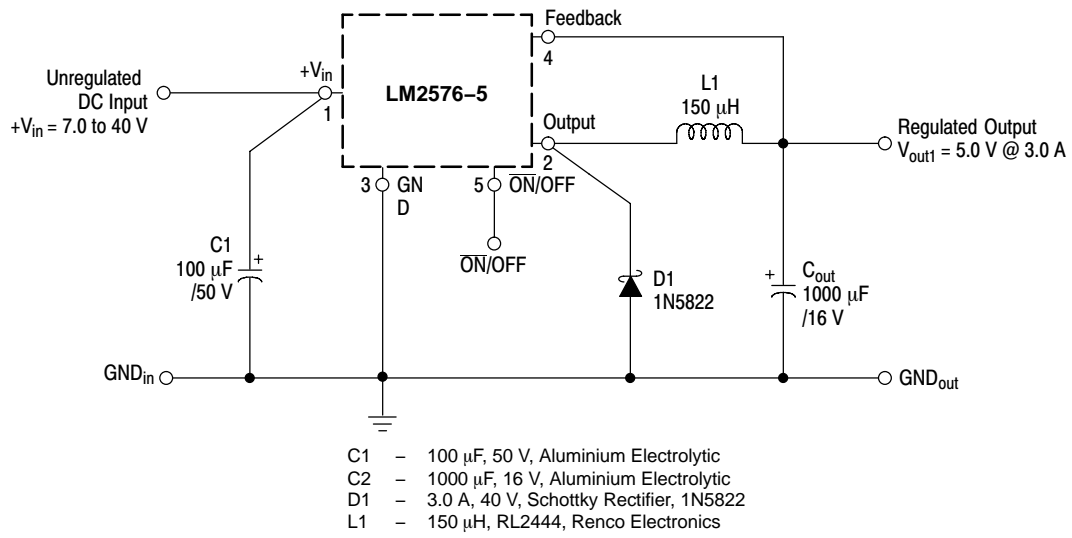 Feedback
4
Unregulated
DC Input
+Vin = 7.0 to 40 V
+Vin
1
LM2576−5
L1
150 μH
Output
2
Regulated Output
Vout1 = 5.0 V @ 3.0 A
3
GN
D
5
ON/OFF
ON/OFF
C1
100 μF
/50 V
+
D1
1N5822
+
Cout
1000 μF
/16 V
GNDin
GNDout
C1 – 100 μF, 50 V, Aluminium Electrolytic
C2 – 1000 μF, 16 V, Aluminium Electrolytic
D1 – 3.0 A, 40 V, Schottky Rectifier, 1N5822
L1 – 150 μH, RL2444, Renco Electronics